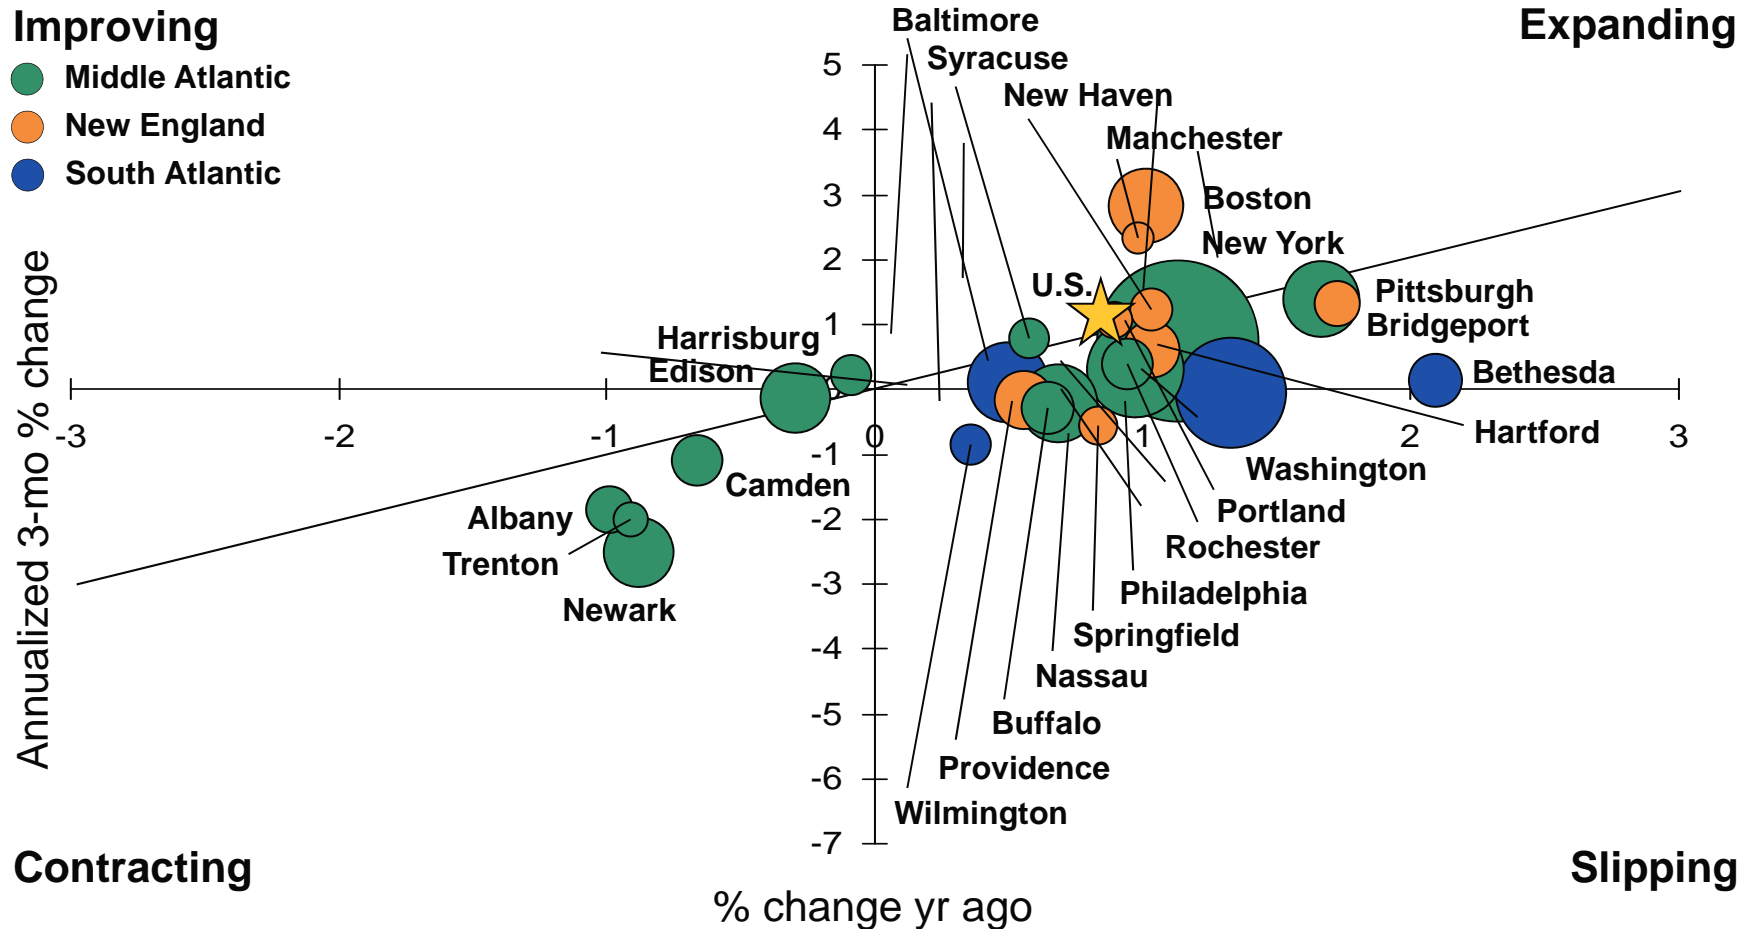 Improving
Expanding
Middle Atlantic
New England
South Atlantic
Baltimore
Syracuse
New Haven
Manchester
Boston
New York
U.S.
Pittsburgh
Bridgeport
Harrisburg
Edison
Bethesda
Hartford
Camden
Washington
Albany
Portland
Trenton
Rochester
Newark
Philadelphia
Springfield
Nassau
Buffalo
Providence
Wilmington
5
4
3
2
1
-1
-2
-3
-4
-5
-6
-7
-3
-2
-1
0
1
2
3
Annualized 3-mo % change
Contracting
Slipping
% change yr ago